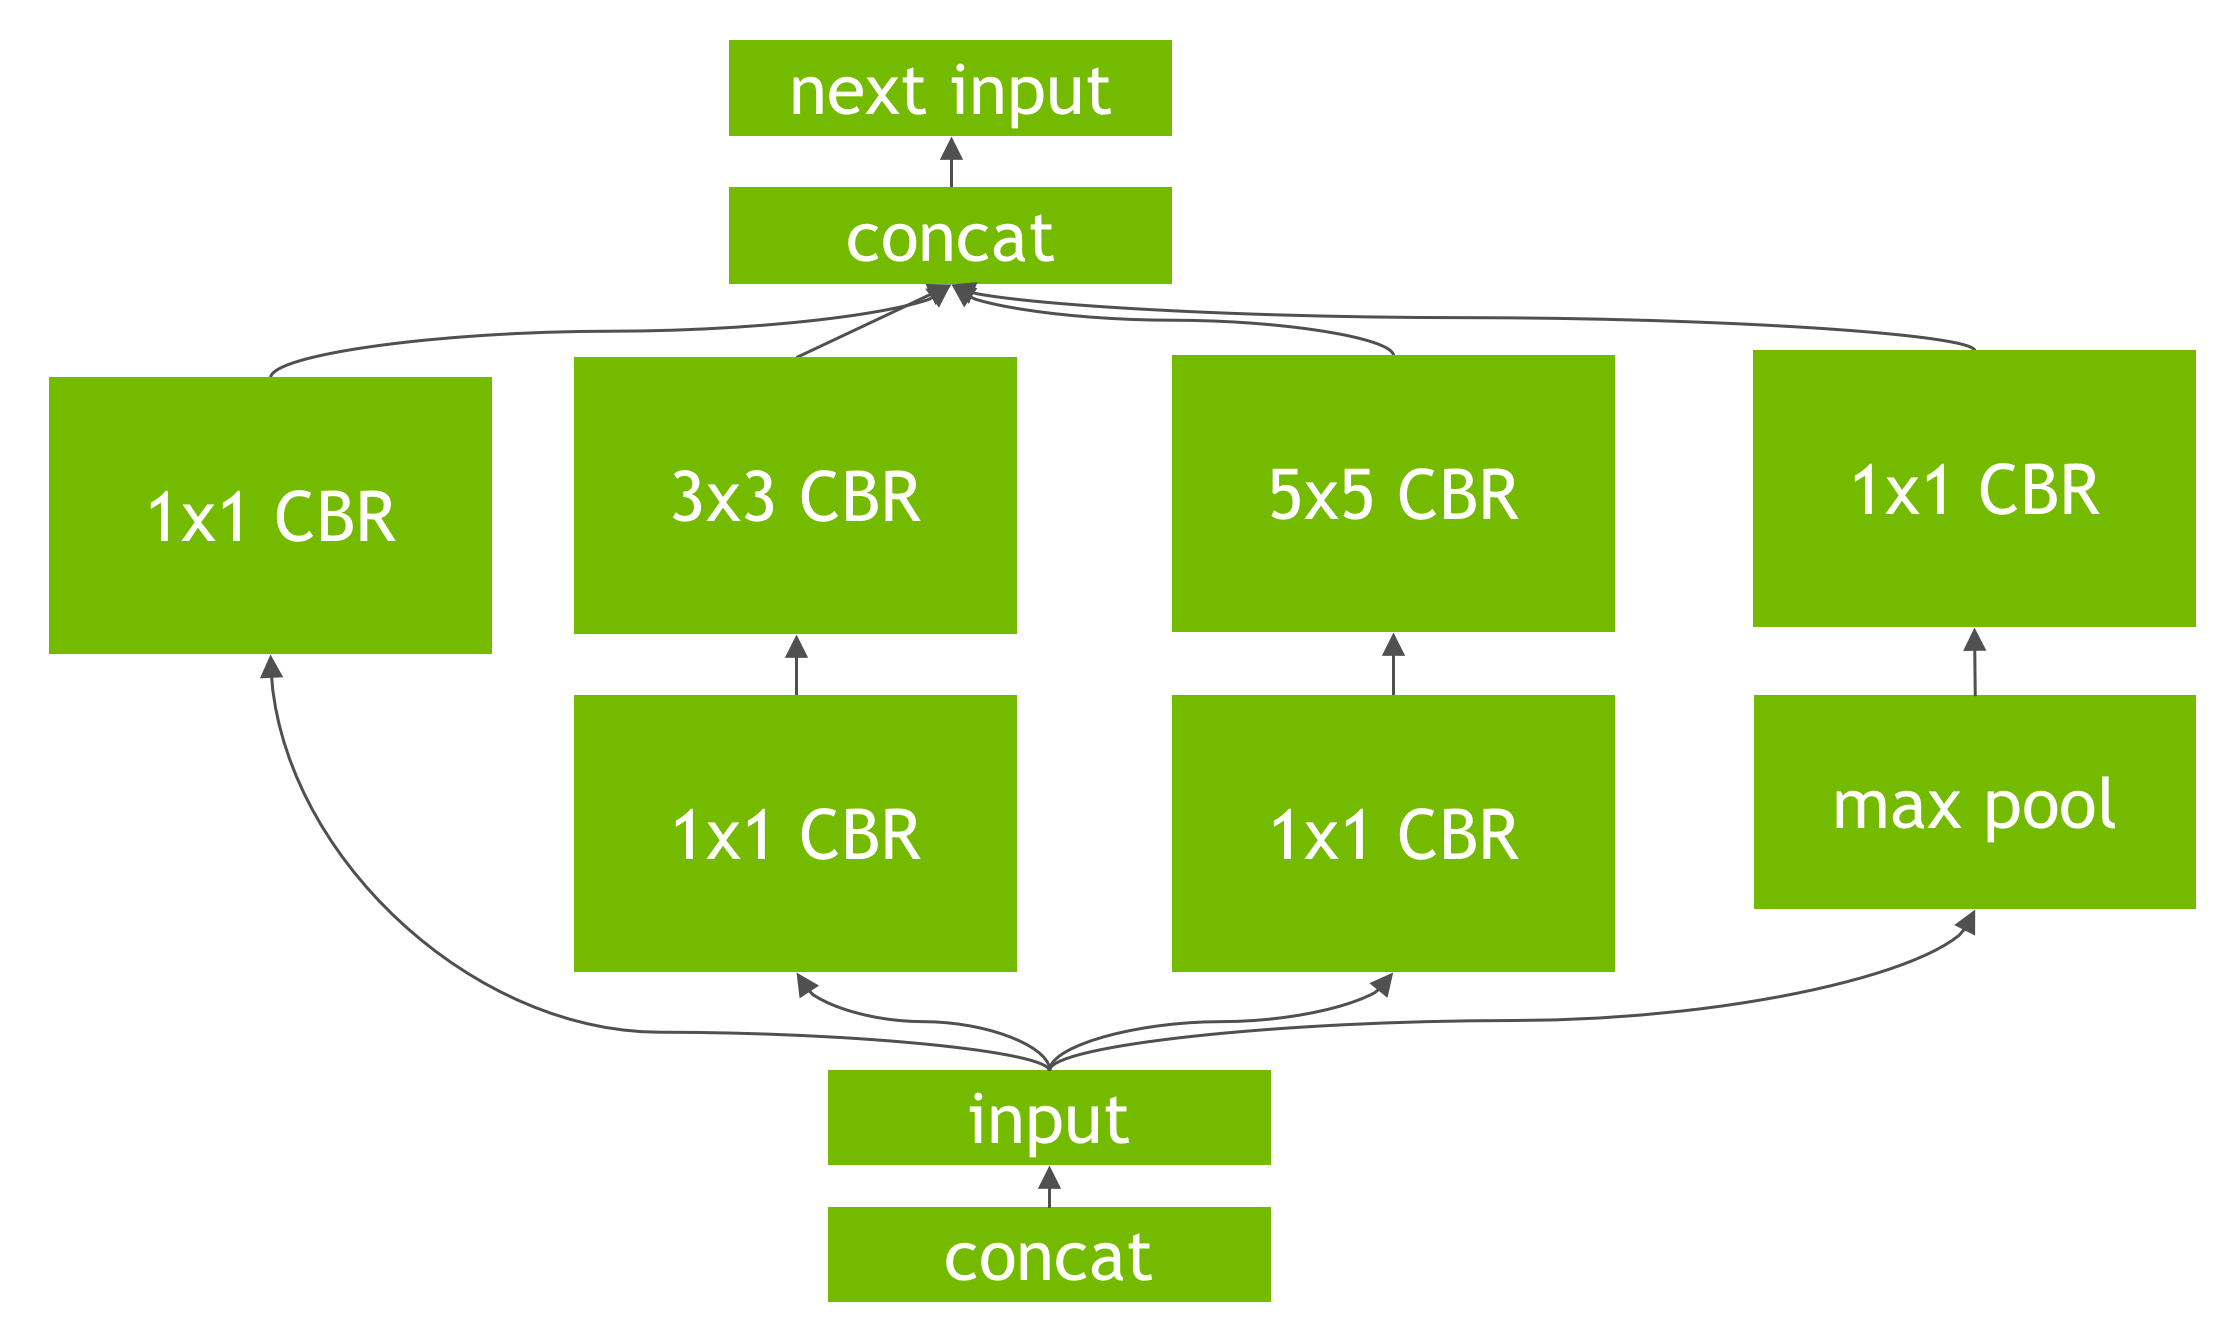 next input
concat
1x1 CBR
3x3 CBR
5x5 CBR
1x1 CBR
1x1 CBR
1x1 CBR
max pool
input
concat